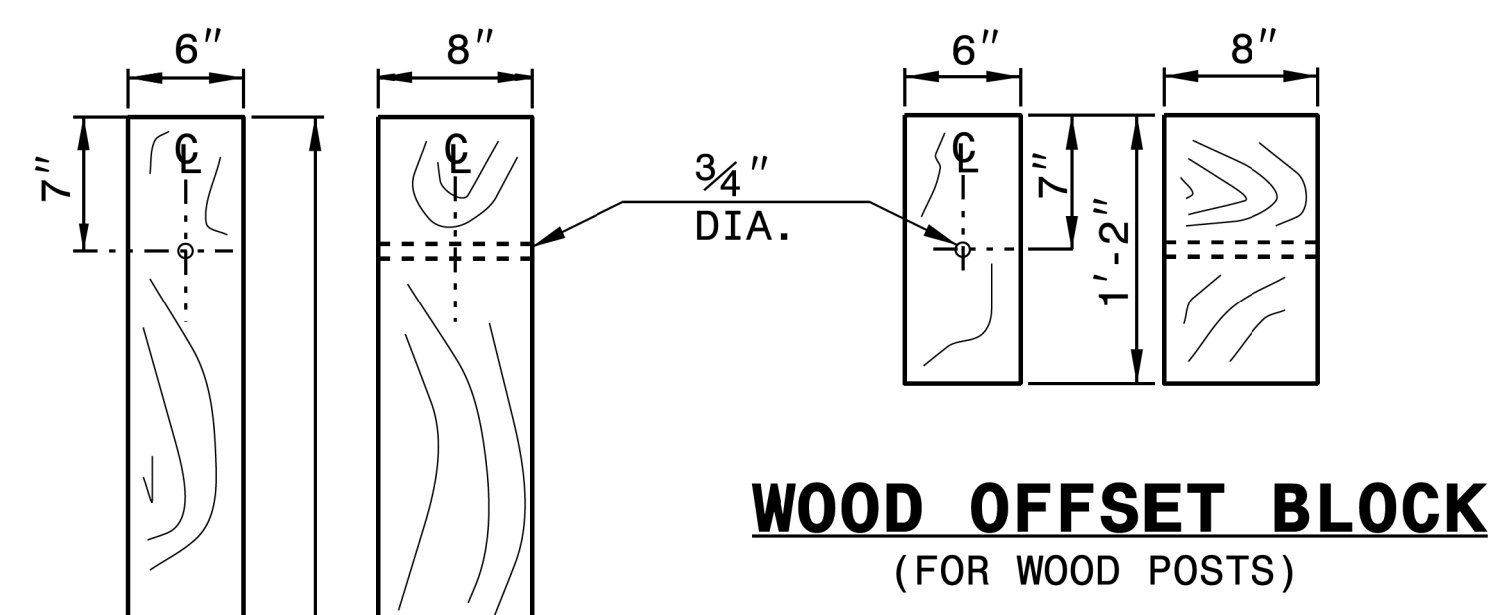 6" 8" 6" 8"
℄ ℄ ℄
7" 3/4" 7"
DIA.
1'-2"
WOOD OFFSET BLOCK
(FOR WOOD POSTS)